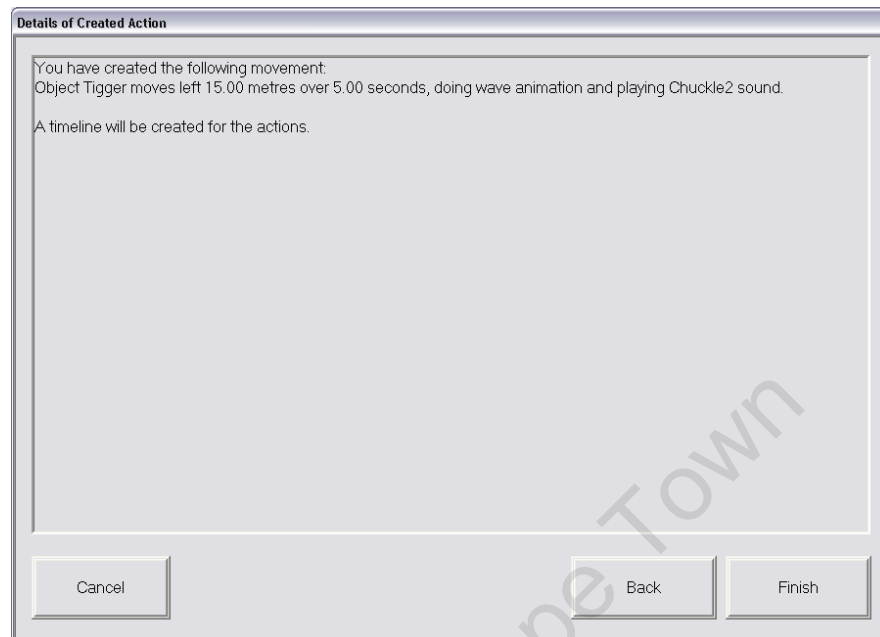 Details of Created Action
You have created the following movement:
Object Tigger moves left 15.00 metres over 5.00 seconds, doing wave animation and playing Chuckle2 sound.
A timeline will be created for the actions.
Cancel
Back
Finish
Town